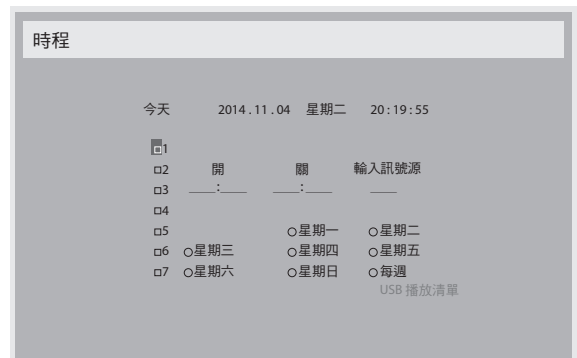 時程
今天 2014.11.04 星期二 20:19:55
1
2 開 關 輸入訊號源
3 ____:____ ____:____ ____
4
5 ○星期一 ○星期二
6 ○星期三 ○星期四 ○星期五
7 ○星期六 ○星期日 ○每週
USB 播放清單